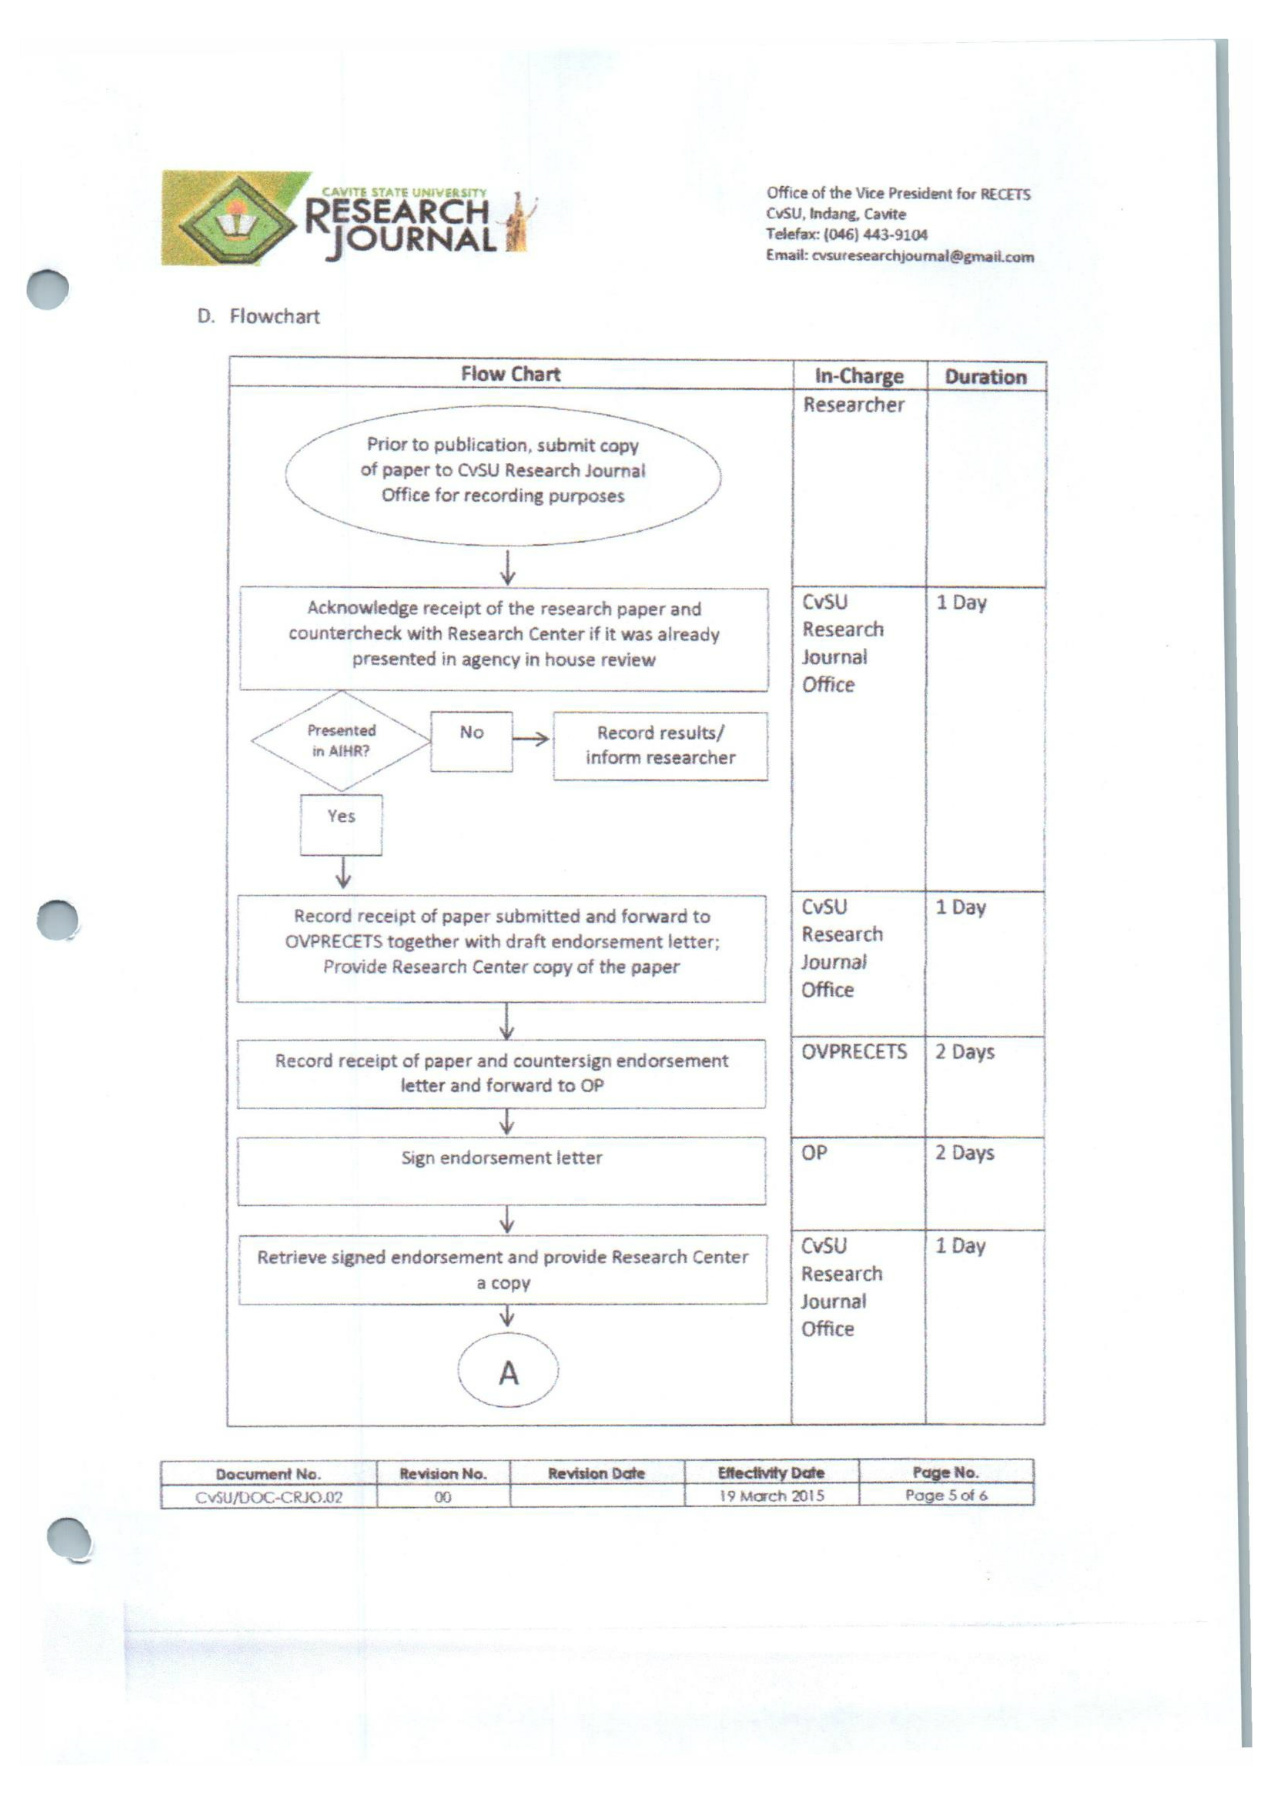 CAVITE STATE UNIVERSITY
RESEARCH
JOURNAL
Office of the Vice President for RECETS
CvSU, Indang, Cavite
Telefax: (046) 443-9104
Email: cvsuresearchjournal@gmail.com
D. Flowchart
Flow Chart
In-Charge
Duration
Prior to publication, submit copy
of paper to CvSU Research Journal
Office for recording purposes
Researcher
Acknowledge receipt of the research paper and
countercheck with Research Center if it was already
presented in agency in house review
CvSU
Research
Journal
Office
1 Day
Presented
in AIHR?
No
Record results/
inform researcher
Yes
Record receipt of paper submitted and forward to
OVPRECETS together with draft endorsement letter;
Provide Research Center copy of the paper
CvSU
Research
Journal
Office
1 Day
Record receipt of paper and countersign endorsement
letter and forward to OP
OVPRECETS
2 Days
Sign endorsement letter
OP
2 Days
Retrieve signed endorsement and provide Research Center
a copy
CvSU
Research
Journal
Office
1 Day
A
Document No.
Revision No.
Revision Date
Effectivity Date
Page No.
CvSU/DOC-CRJO.02
00
19 March 2015
Page 5 of 6